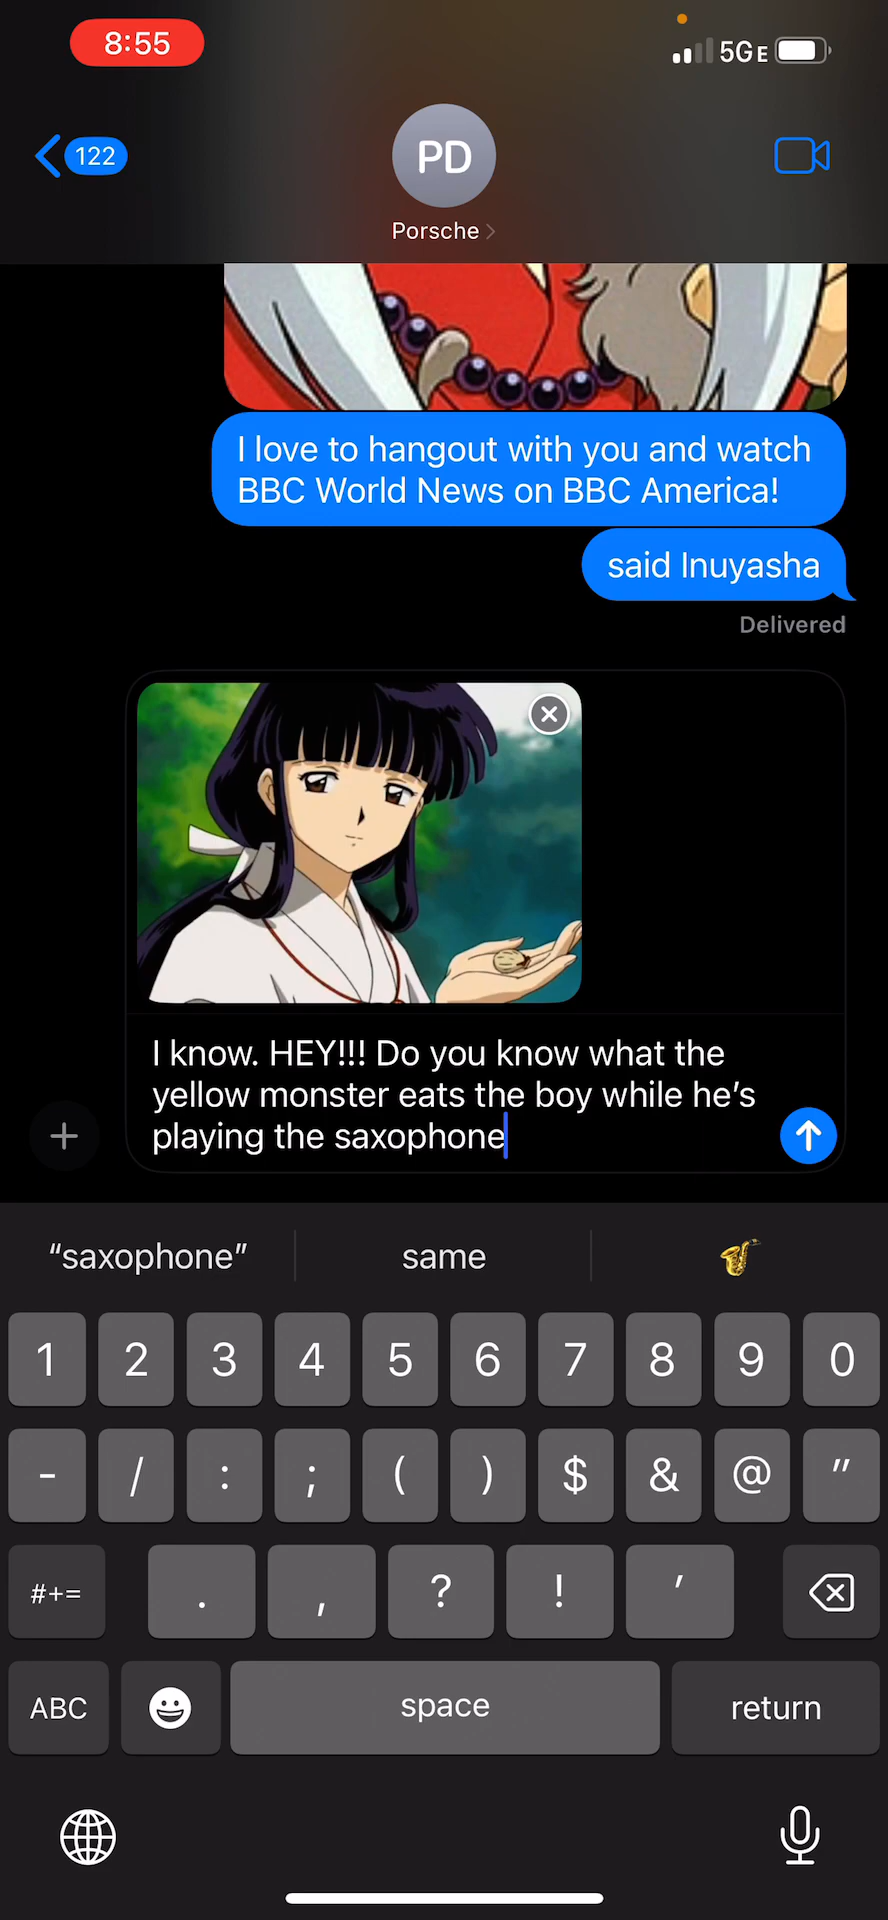 8:55
5GE
122
PD
Porsche
I love to hangout with you and watch
BBC World News on BBC America!
said Inuyasha
Delivered
I know. HEY!!! Do you know what the
yellow monster eats the boy while he’s
playing the saxophone
“saxophone” same
1 2 3 4 5 6 7 8 9 0
- / : ; ( ) $ & @ "
#+= . , ? ! '
ABC space return